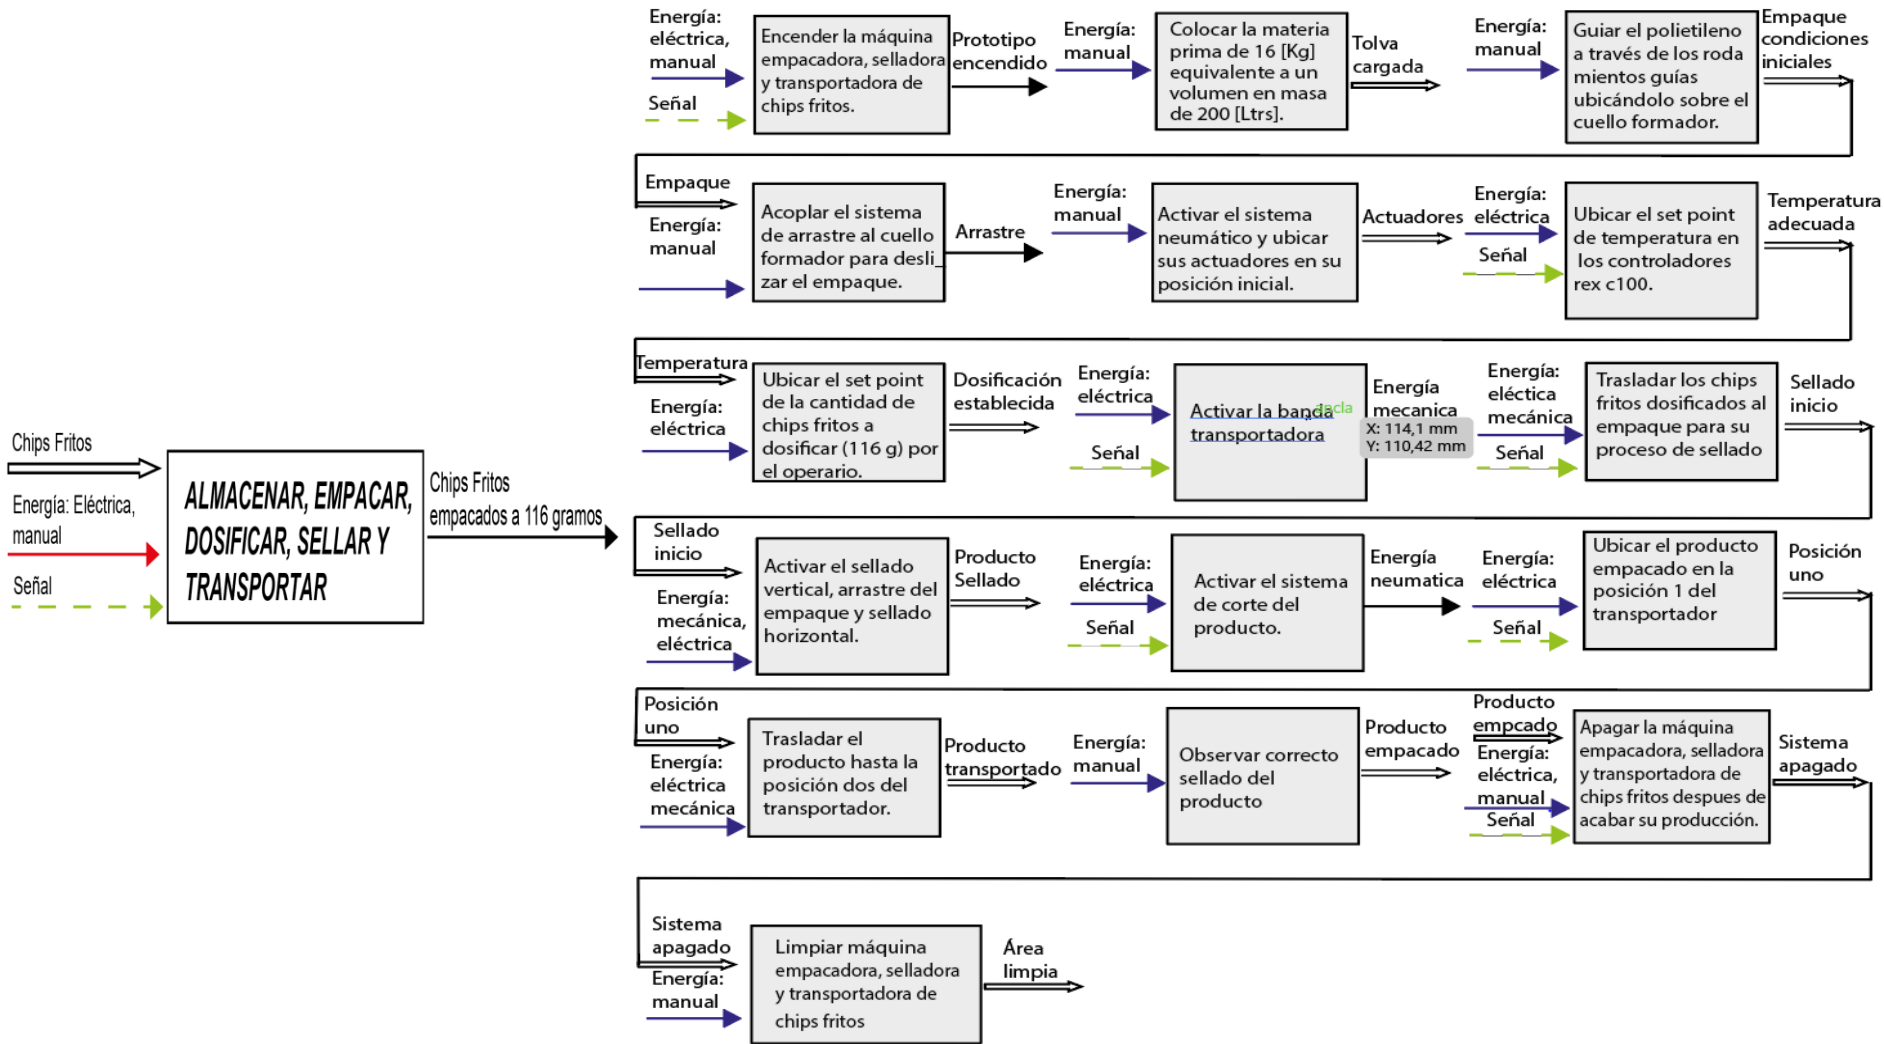 Chips Fritos
Energía: Eléctrica,
manual
Señal
ALMACENAR, EMPACAR,
DOSIFICAR, SELLAR Y
TRANSPORTAR
Chips Fritos
empacados a 116 gramos
Energía:
eléctrica,
manual
Señal
Encender la máquina
empacadora, selladora
y transportadora de
chips fritos.
Prototipo
encendido
Energía:
manual
Colocar la materia
prima de 16 [Kg]
equivalente a un
volumen en masa
de 200 [Ltrs].
Tolva
cargada
Energía:
manual
Guiar el polietileno
a través de los roda
mientos guías
ubicándolo sobre el
cuello formador.
Empaque
condiciones
iniciales
Empaque
Energía:
manual
Acoplar el sistema
de arrastre al cuello
formador para desli_
zar el empaque.
Arrastre
Energía:
manual
Activar el sistema
neumático y ubicar
sus actuadores en su
posición inicial.
Actuadores
Energía:
eléctrica
Señal
Ubicar el set point
de temperatura en
los controladores
rex c100.
Temperatura
adecuada
Temperatura
Energía:
eléctrica
Ubicar el set point
de la cantidad de
chips fritos a
dosificar (116 g) por
el operario.
Dosificación
establecida
Energía:
eléctrica
Señal
Activar la banda
transportadora
ancla
Energía
mecanica
X: 114,1 mm
Y: 110,42 mm
Energía:
eléctica
mecánica
Señal
Trasladar los chips
fritos dosificados al
empaque para su
proceso de sellado
Sellado
inicio
Sellado
inicio
Energía:
mecánica,
eléctrica
Activar el sellado
vertical, arrastre del
empaque y sellado
horizontal.
Producto
Sellado
Energía:
eléctrica
Señal
Activar el sistema
de corte del
producto.
Energía
neumatica
Energía:
eléctrica
Señal
Ubicar el producto
empacado en la
posición 1 del
transportador
Posición
uno
Posición
uno
Energía:
eléctrica
mecánica
Trasladar el
producto hasta la
posición dos del
transportador.
Producto
transportado
Energía:
manual
Observar correcto
sellado del
producto
Producto
empacado
Producto
empcado
Energía:
eléctrica,
manual
Señal
Apagar la máquina
empacadora, selladora
y transportadora de
chips fritos despues de
acabar su producción.
Sistema
apagado
Sistema
apagado
Energía:
manual
Limpiar máquina
empacadora, selladora
y transportadora de
chips fritos
Área
limpia